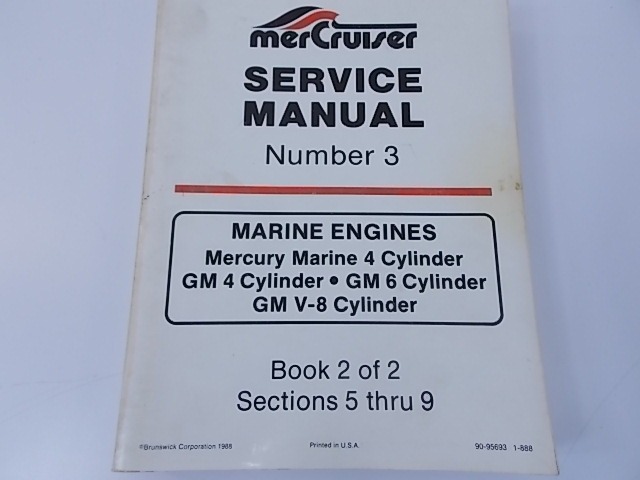 merCruiser
SERVICE
MANUAL
Number 3
MARINE ENGINES
Mercury Marine 4 Cylinder
GM 4 Cylinder • GM 6 Cylinder
GM V-8 Cylinder
Book 2 of 2
Sections 5 thru 9
©Brunswick Corporation 1988 Printed in U.S.A. 90-95693 1-888